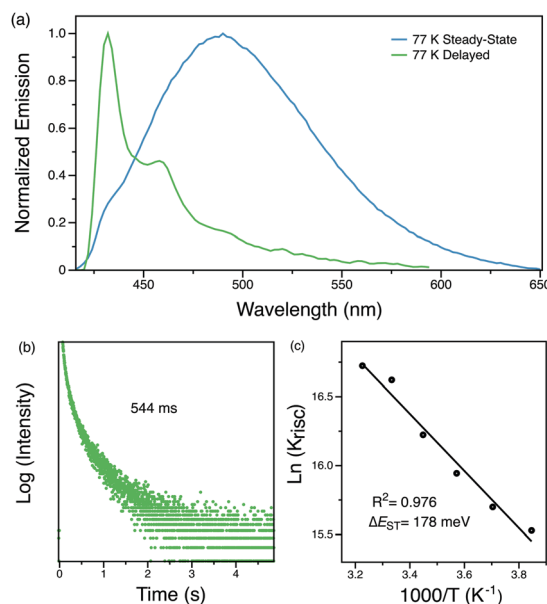 (a)
77 K Steady-State
77 K Delayed
Normalized Emission
1.0
0.8
0.6
0.4
0.2
0
450
500
550
600
650
Wavelength (nm)
(b)
544 ms
Log (Intensity)
0
1
2
3
4
Time (s)
(c)
Ln (Krisc)
16.5
16.0
15.5
R²= 0.976
ΔE_ST= 178 meV
3.2
3.4
3.6
3.8
1000/T (K⁻¹)